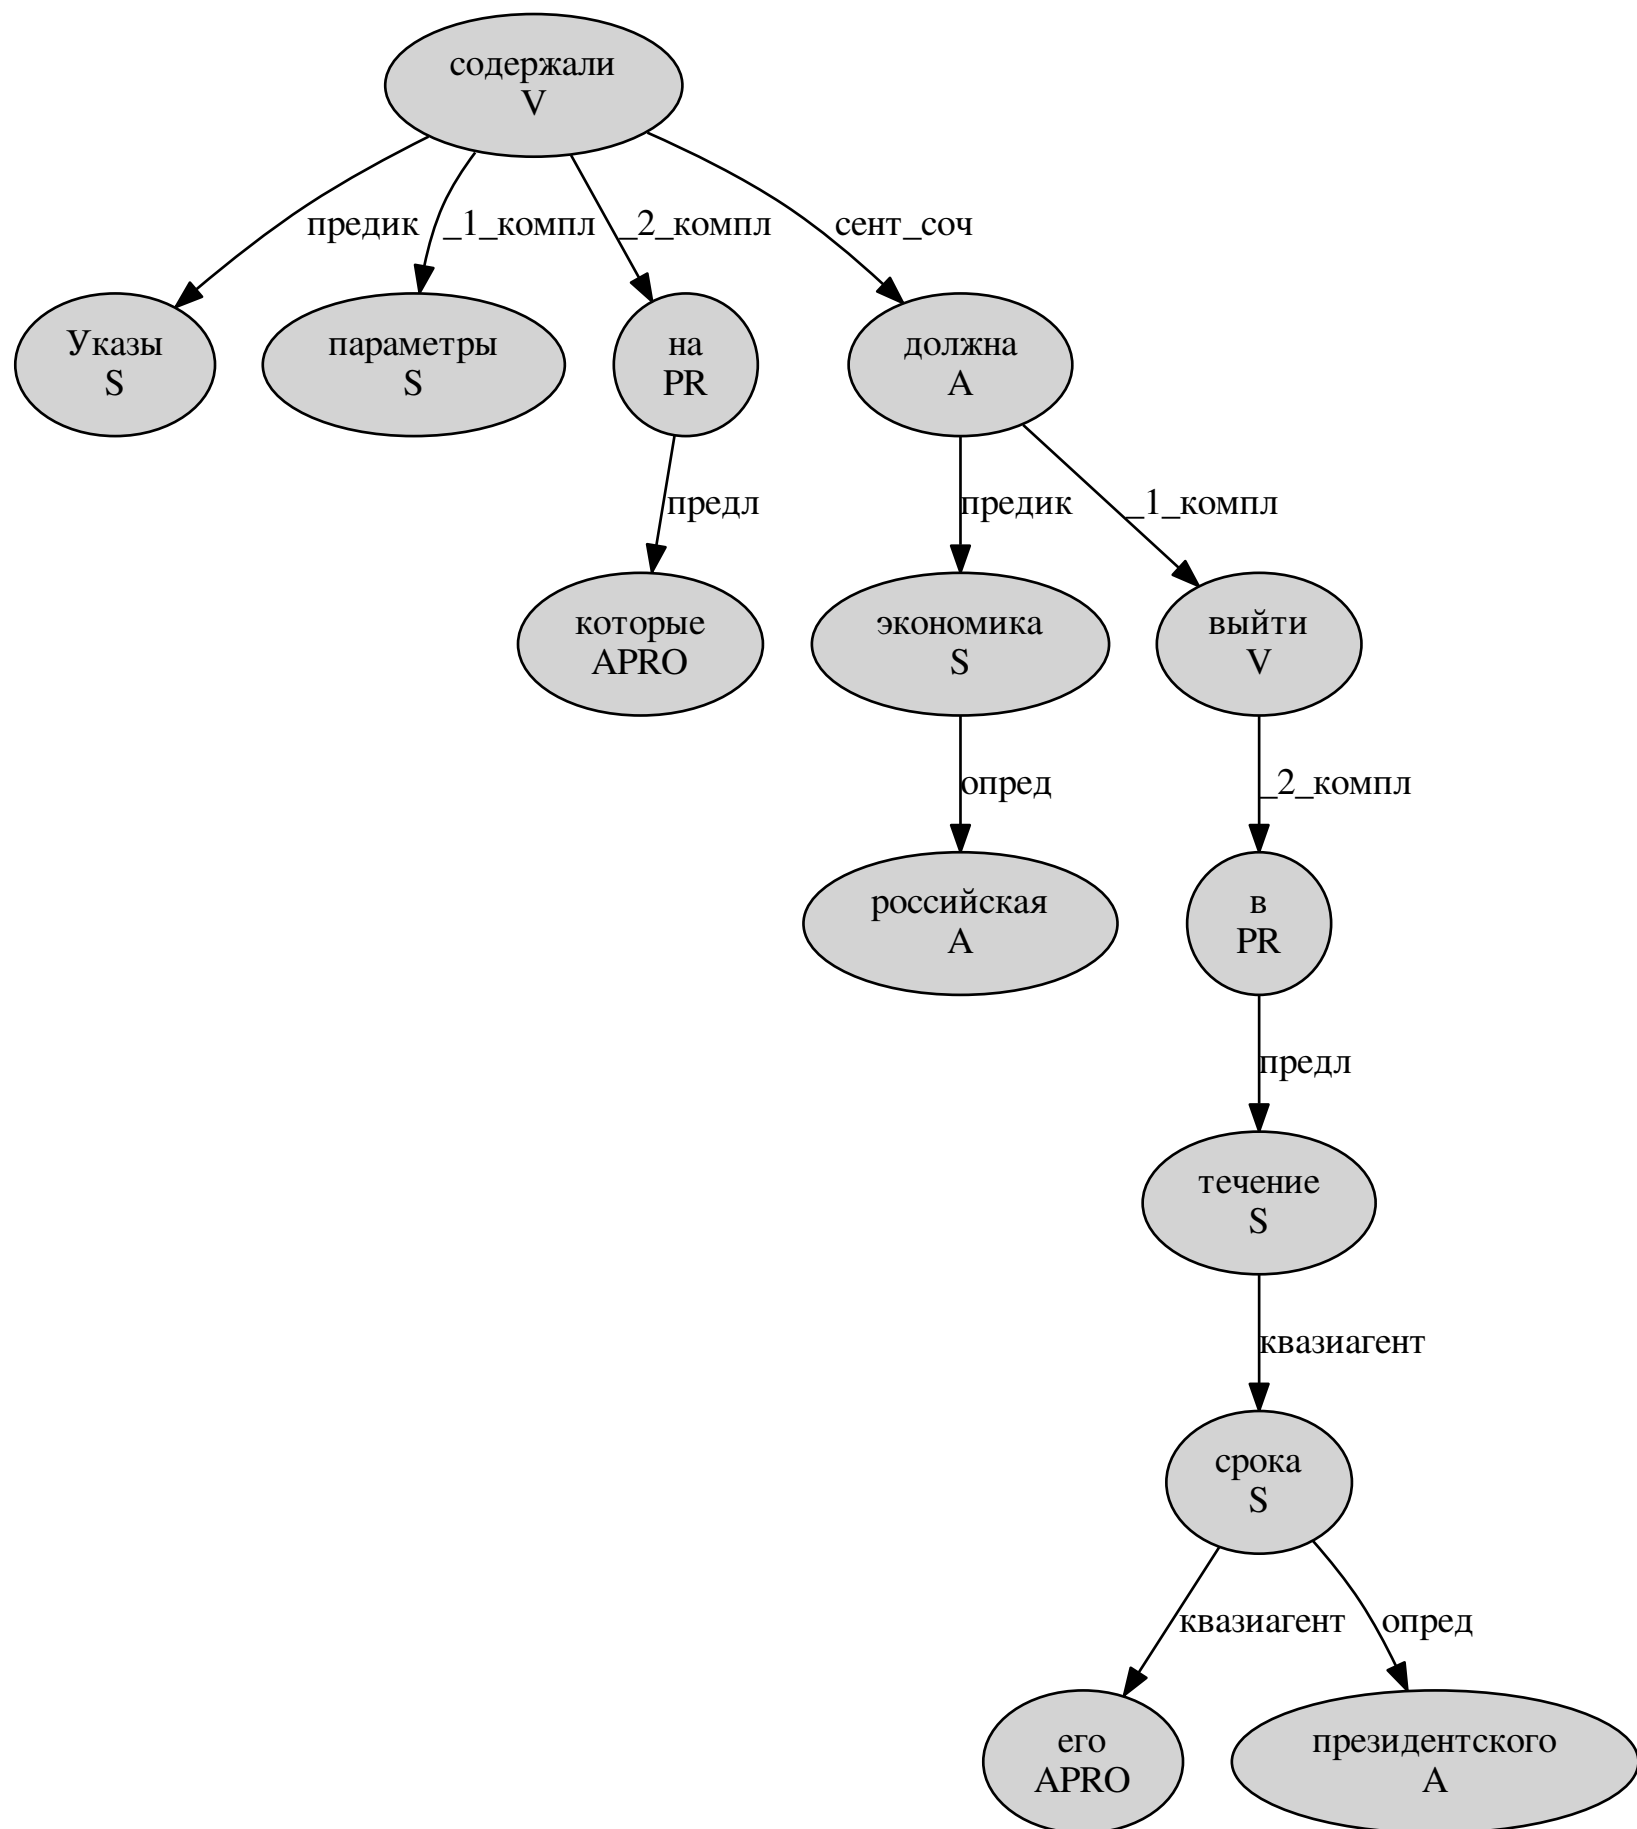 содержали
V
предик
_1_компл
_2_компл
сент_соч
Указы
S
параметры
S
на
PR
должна
A
предл
предик
_1_компл
которые
APRO
экономика
S
выйти
V
опред
_2_компл
российская
A
в
PR
предл
течение
S
квазиагент
срока
S
квазиагент
опред
его
APRO
президентского
A